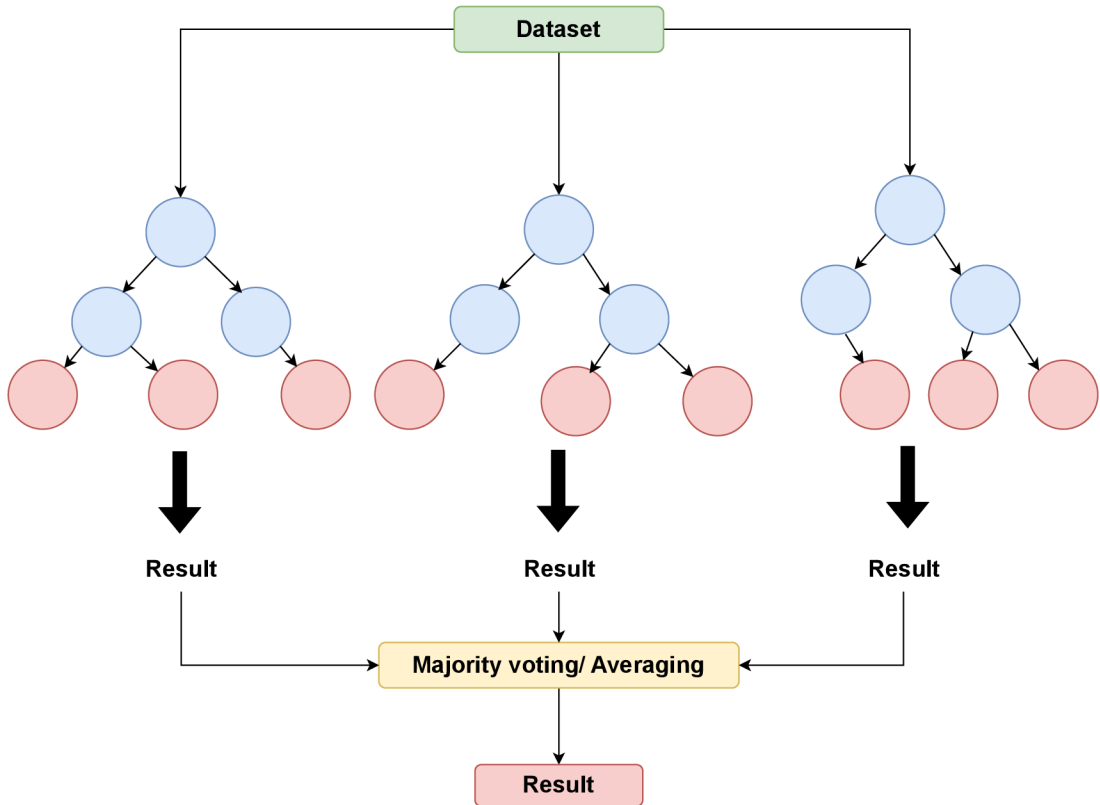 Dataset
Result
Result
Result
Majority voting/ Averaging
Result